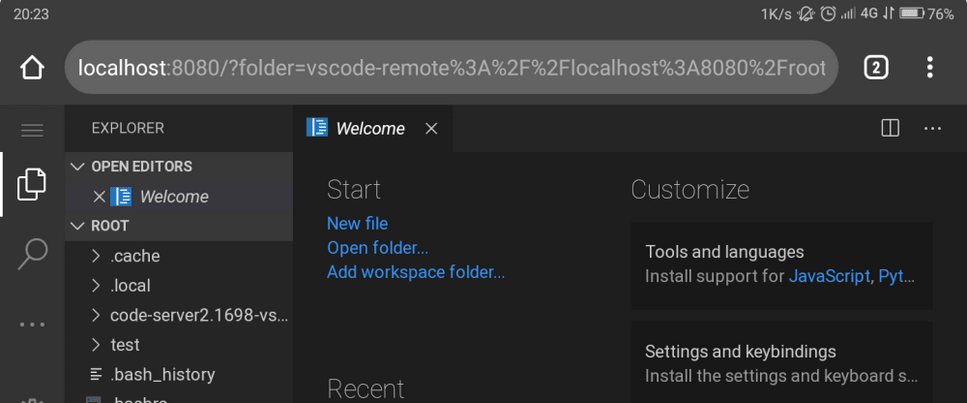 20:23
1K/s 4G 76%
localhost:8080/?folder=vscode-remote%3A%2F%2Flocalhost%3A8080%2Froot
2
EXPLORER
Welcome
OPEN EDITORS
Welcome
ROOT
.cache
.local
code-server2.1698-vs...
test
.bash_history
.bashrc
Start
New file
Open folder...
Add workspace folder...
Recent
Customize
Tools and languages
Install support for JavaScript, Pyt...
Settings and keybindings
Install the settings and keyboard s...